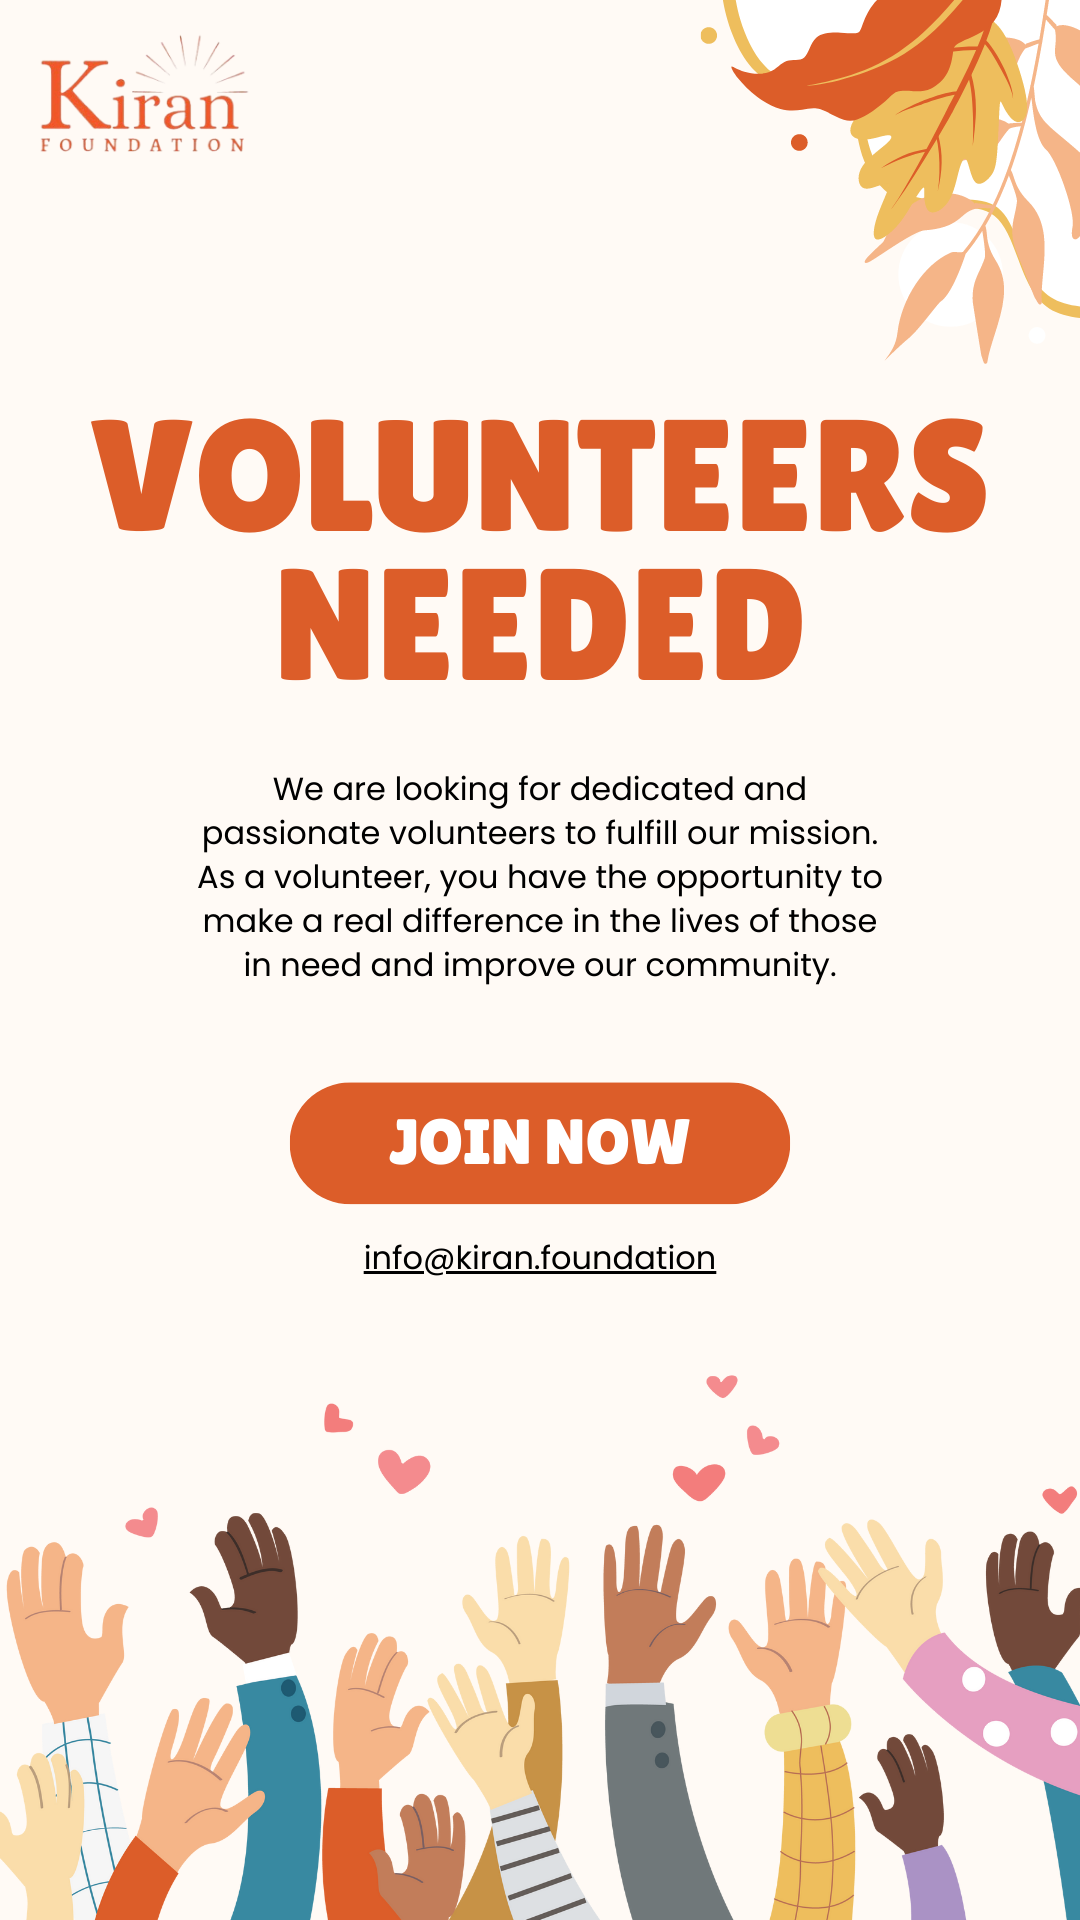 Kiran
FOUNDATION
VOLUNTEERS
NEEDED
We are looking for dedicated and
passionate volunteers to fulfill our mission.
As a volunteer, you have the opportunity to
make a real difference in the lives of those
in need and improve our community.
JOIN NOW
info@kiran.foundation